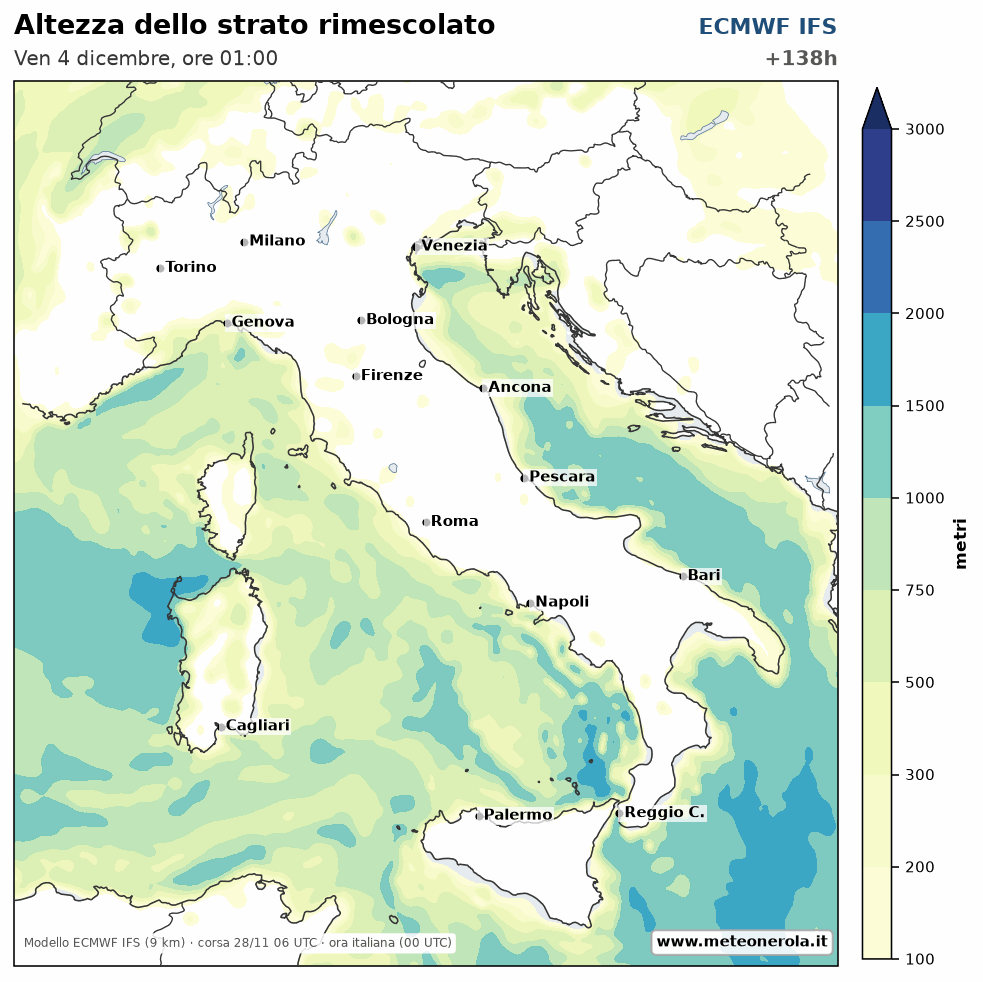 Altezza dello strato rimescolato
ECMWF IFS
Ven 4 dicembre, ore 01:00
+138h
Milano
Venezia
Torino
Genova
Bologna
Firenze
Ancona
Pescara
Roma
Bari
Napoli
Cagliari
Palermo
Reggio C.
3000
2500
2000
1500
1000
750
500
300
200
100
metri
Modello ECMWF IFS (9 km) · corsa 28/11 06 UTC · ora italiana (00 UTC)
www.meteonerola.it